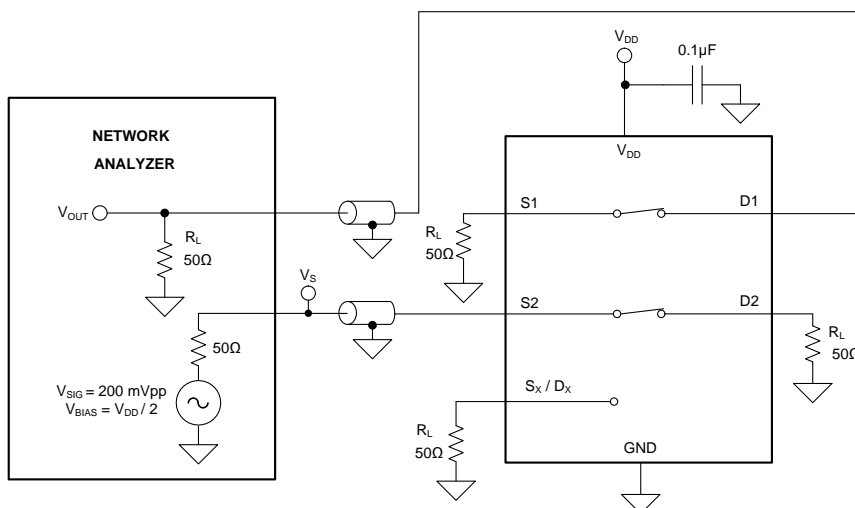 V_DD
0.1µF
NETWORK
ANALYZER
V_DD
V_OUT
R_L
50Ω
S1
D1
R_L
50Ω
V_S
S2
D2
50Ω
R_L
50Ω
V_SIG = 200 mVpp
V_BIAS = V_DD / 2
S_X / D_X
R_L
50Ω
GND